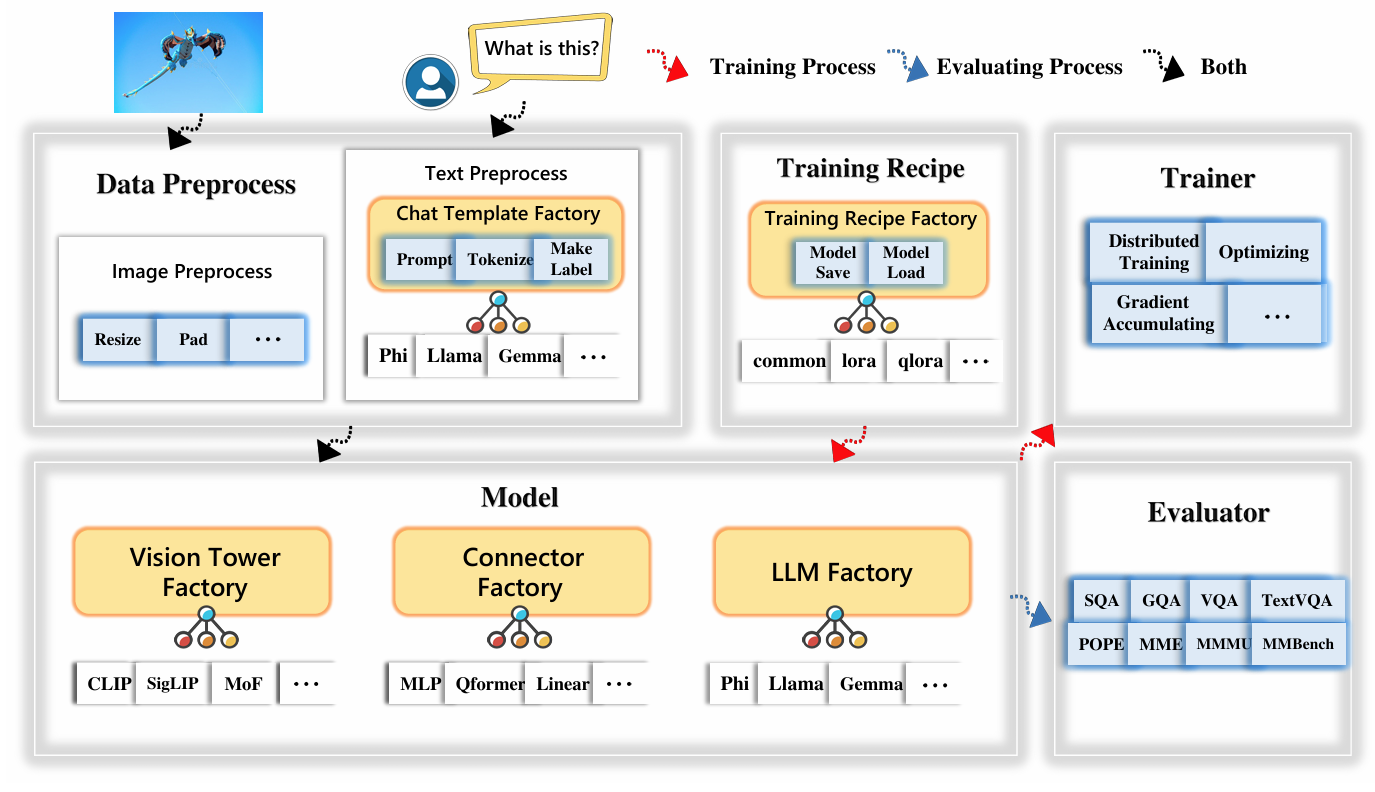 What is this?
Training Process
Evaluating Process
Both
Data Preprocess
Image Preprocess
Resize
Pad
...
Text Preprocess
Chat Template Factory
Prompt
Tokenize
Make
Label
Phi
Llama
Gemma
...
Training Recipe
Training Recipe Factory
Model
Save
Model
Load
common
lora
qlora
...
Trainer
Distributed
Training
Optimizing
Gradient
Accumulating
...
Model
Vision Tower
Factory
CLIP
SigLIP
MoF
...
Connector
Factory
MLP
Qformer
Linear
...
LLM Factory
Phi
Llama
Gemma
...
Evaluator
SQA
GQA
VQA
TextVQA
POPE
MME
MMMU
MMBench